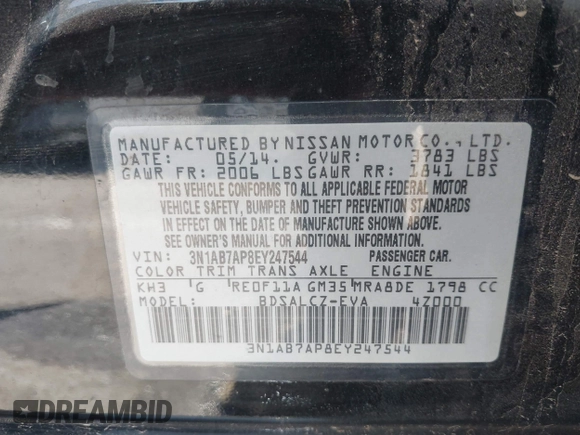 MANUFACTURED BY NISSAN MOTOR CO., LTD.
DATE: 05/14. GVWR: 3783 LBS
GAWR FR: 2006 LBS GAWR RR: 1841 LBS
THIS VEHICLE CONFORMS TO ALL APPLICABLE FEDERAL MOTOR
VEHICLE SAFETY, BUMPER AND THEFT PREVENTION STANDARDS
IN EFFECT ON THE DATE OF MANUFACTURE SHOWN ABOVE.
SEE OWNER'S MANUAL FOR ADDITIONAL INFORMATION.
VIN: 3N1AB7AP8EY247544 PASSENGER CAR.
COLOR TRIM TRANS AXLE ENGINE
KH3 G RE0F11A GM35 MRA8DE 1798 CC
MODEL: BDSALCZ-EVA 4Z000
3N1AB7AP8EY247544
DREAMBID